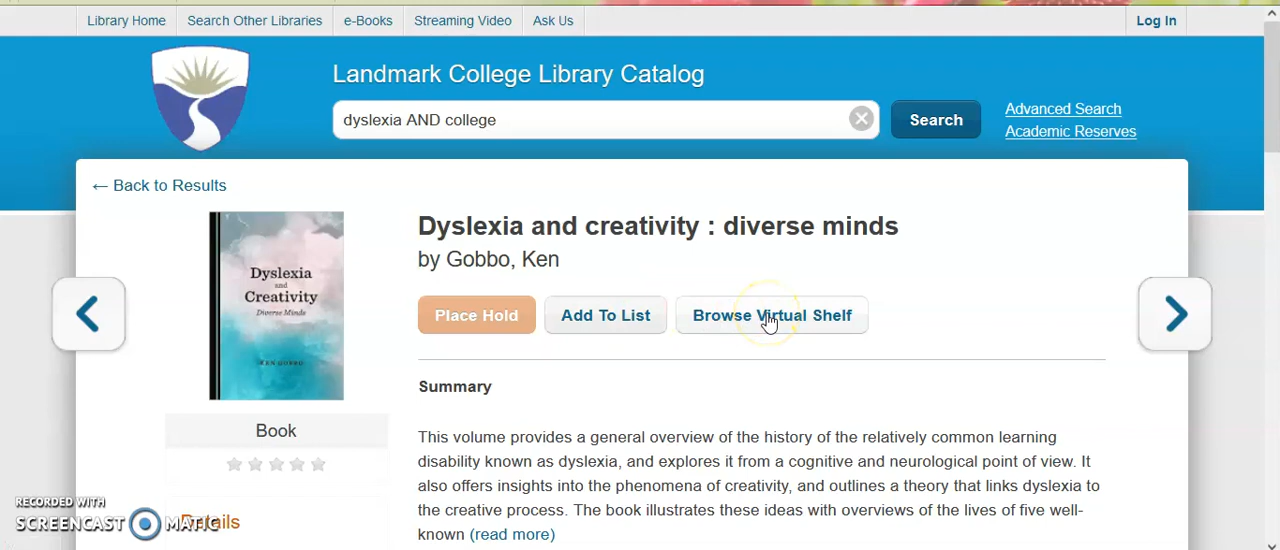 Library Home Search Other Libraries e-Books Streaming Video Ask Us Log In
Landmark College Library Catalog
dyslexia AND college
Search
Advanced Search
Academic Reserves
← Back to Results
Dyslexia and creativity : diverse minds
by Gobbo, Ken
Dyslexia
and
Creativity
Diverse Minds
KEN GOBBO
Place Hold Add To List Browse Virtual Shelf
Book
Details
Summary
This volume provides a general overview of the history of the relatively common learning
disability known as dyslexia, and explores it from a cognitive and neurological point of view. It
also offers insights into the phenomena of creativity, and outlines a theory that links dyslexia to
the creative process. The book illustrates these ideas with overviews of the lives of five well-
known (read more)
RECORDED WITH
SCREENCAST MATIC